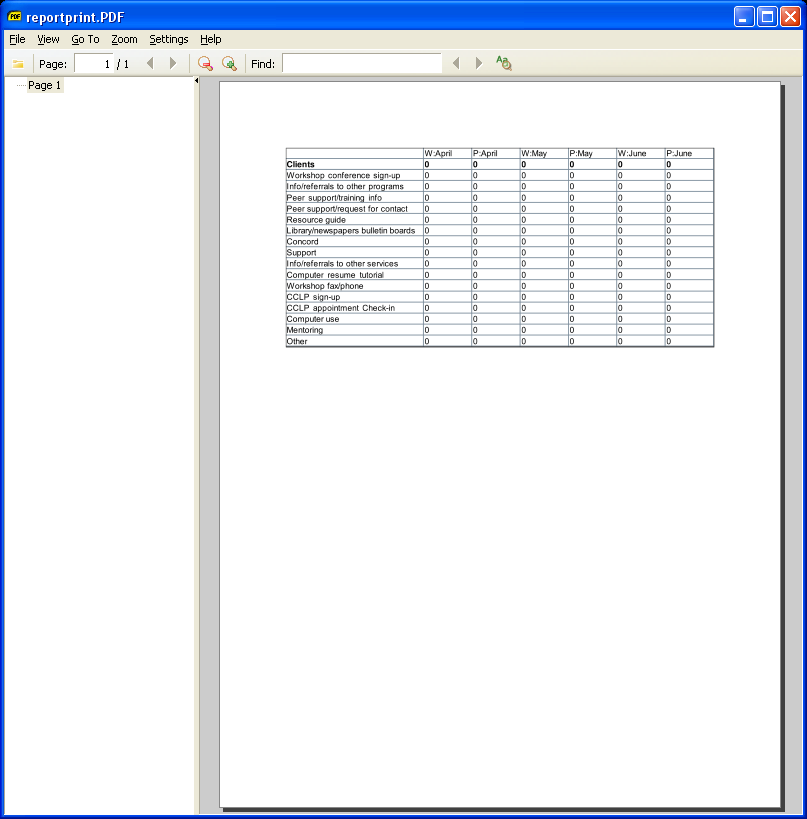 reportprint.PDF
File View Go To Zoom Settings Help
Page: 1 / 1 Find:
Page 1
W:April P:April W:May P:May W:June P:June
Clients 0 0 0 0 0 0
Workshop conference sign-up 0 0 0 0 0 0
Info/referrals to other programs 0 0 0 0 0 0
Peer support/training info 0 0 0 0 0 0
Peer support/request for contact 0 0 0 0 0 0
Resource guide 0 0 0 0 0 0
Library/newspapers bulletin boards 0 0 0 0 0 0
Concord 0 0 0 0 0 0
Support 0 0 0 0 0 0
Info/referrals to other services 0 0 0 0 0 0
Computer resume tutorial 0 0 0 0 0 0
Workshop fax/phone 0 0 0 0 0 0
CCLP sign-up 0 0 0 0 0 0
CCLP appointment Check-in 0 0 0 0 0 0
Computer use 0 0 0 0 0 0
Mentoring 0 0 0 0 0 0
Other 0 0 0 0 0 0